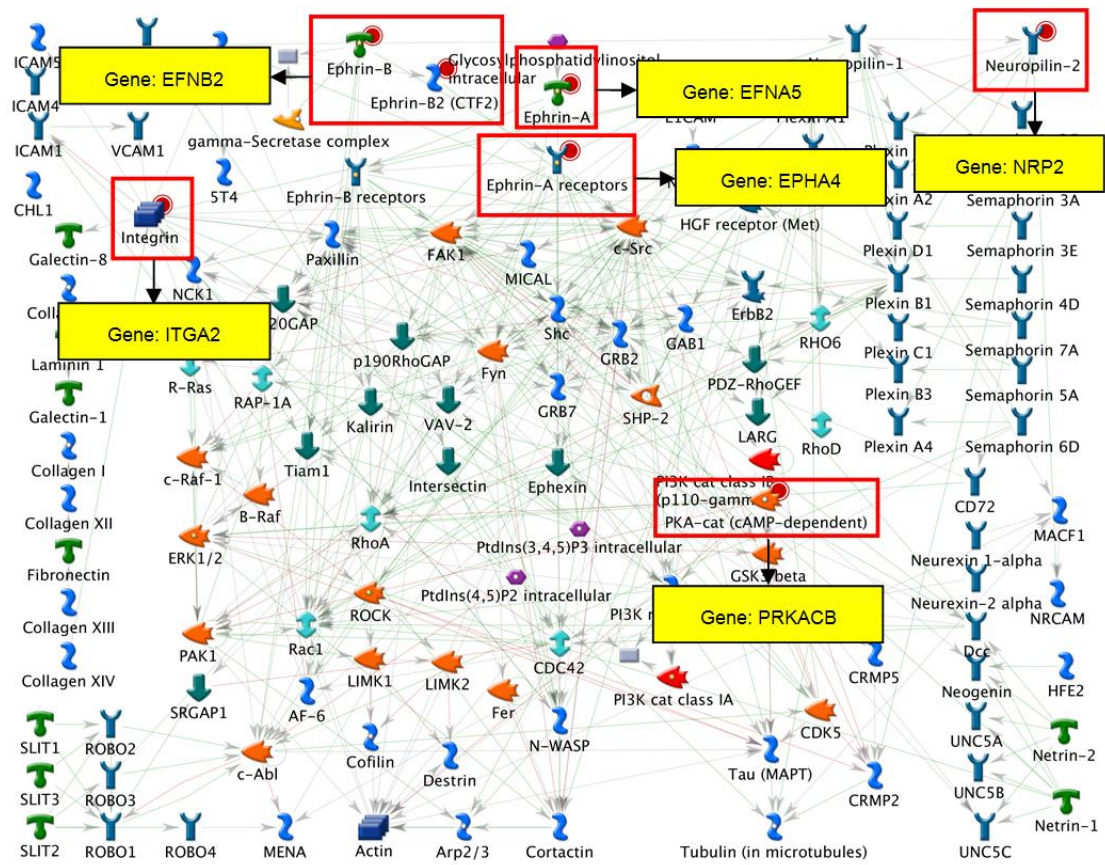 ICAM5
Ephrin-B
Glycosylphosphatidylinositol
intracellular
Neuropilin-1
Neuropilin-2
Gene: EFNB2
Ephrin-B2 (CTF2)
Ephrin-A
Gene: EFNA5
ICAM4
gamma-Secretase complex
ICAM1
VCAM1
Gene: NRP2
5T4
Ephrin-B receptors
Ephrin-A receptors
Gene: EPHA4
Plexin A2
Semaphorin 3A
CHL1
HGF receptor (Met)
Integrin
Galectin-8
Paxillin
FAK1
c-Src
MICAL
Plexin D1
Semaphorin 3E
NCK1
Plexin B1
Semaphorin 4D
Gene: ITGA2
p190RhoGAP
Shc
GRB2
GAB1
ErbB2
RHO6
Plexin C1
Semaphorin 7A
Laminin 1
R-Ras
RAP-1A
Fyn
PDZ-RhoGEF
Galectin-1
Kalirin
VAV-2
GRB7
SHP-2
LARG
RhoD
Plexin B3
Semaphorin 5A
Plexin A4
Semaphorin 6D
Collagen I
c-Raf-1
Tiam1
Intersectin
Ephexin
PI3K cat class IB
(p110-gamma)
PKA-cat (cAMP-dependent)
CD72
MACF1
Collagen XII
B-Raf
RhoA
PtdIns(3,4,5)P3 intracellular
Neurexin 1-alpha
Fibronectin
ERK1/2
GSK3 beta
PtdIns(4,5)P2 intracellular
Neurexin-2 alpha
NRCAM
Collagen XIII
ROCK
Gene: PRKACB
PAK1
Rac1
CDC42
Dcc
Collagen XIV
LIMK1
LIMK2
CRMP5
Neogenin
HFE2
SRGAP1
AF-6
Fer
PI3K cat class IA
SLIT1
ROBO2
N-WASP
CDK5
UNC5A
Netrin-2
c-Abl
Cofilin
Destrin
Tau (MAPT)
SLIT3
ROBO3
CRMP2
UNC5B
Netrin-1
SLIT2
ROBO1
ROBO4
MENA
Actin
Arp2/3
Cortactin
Tubulin (in microtubules)
UNC5C